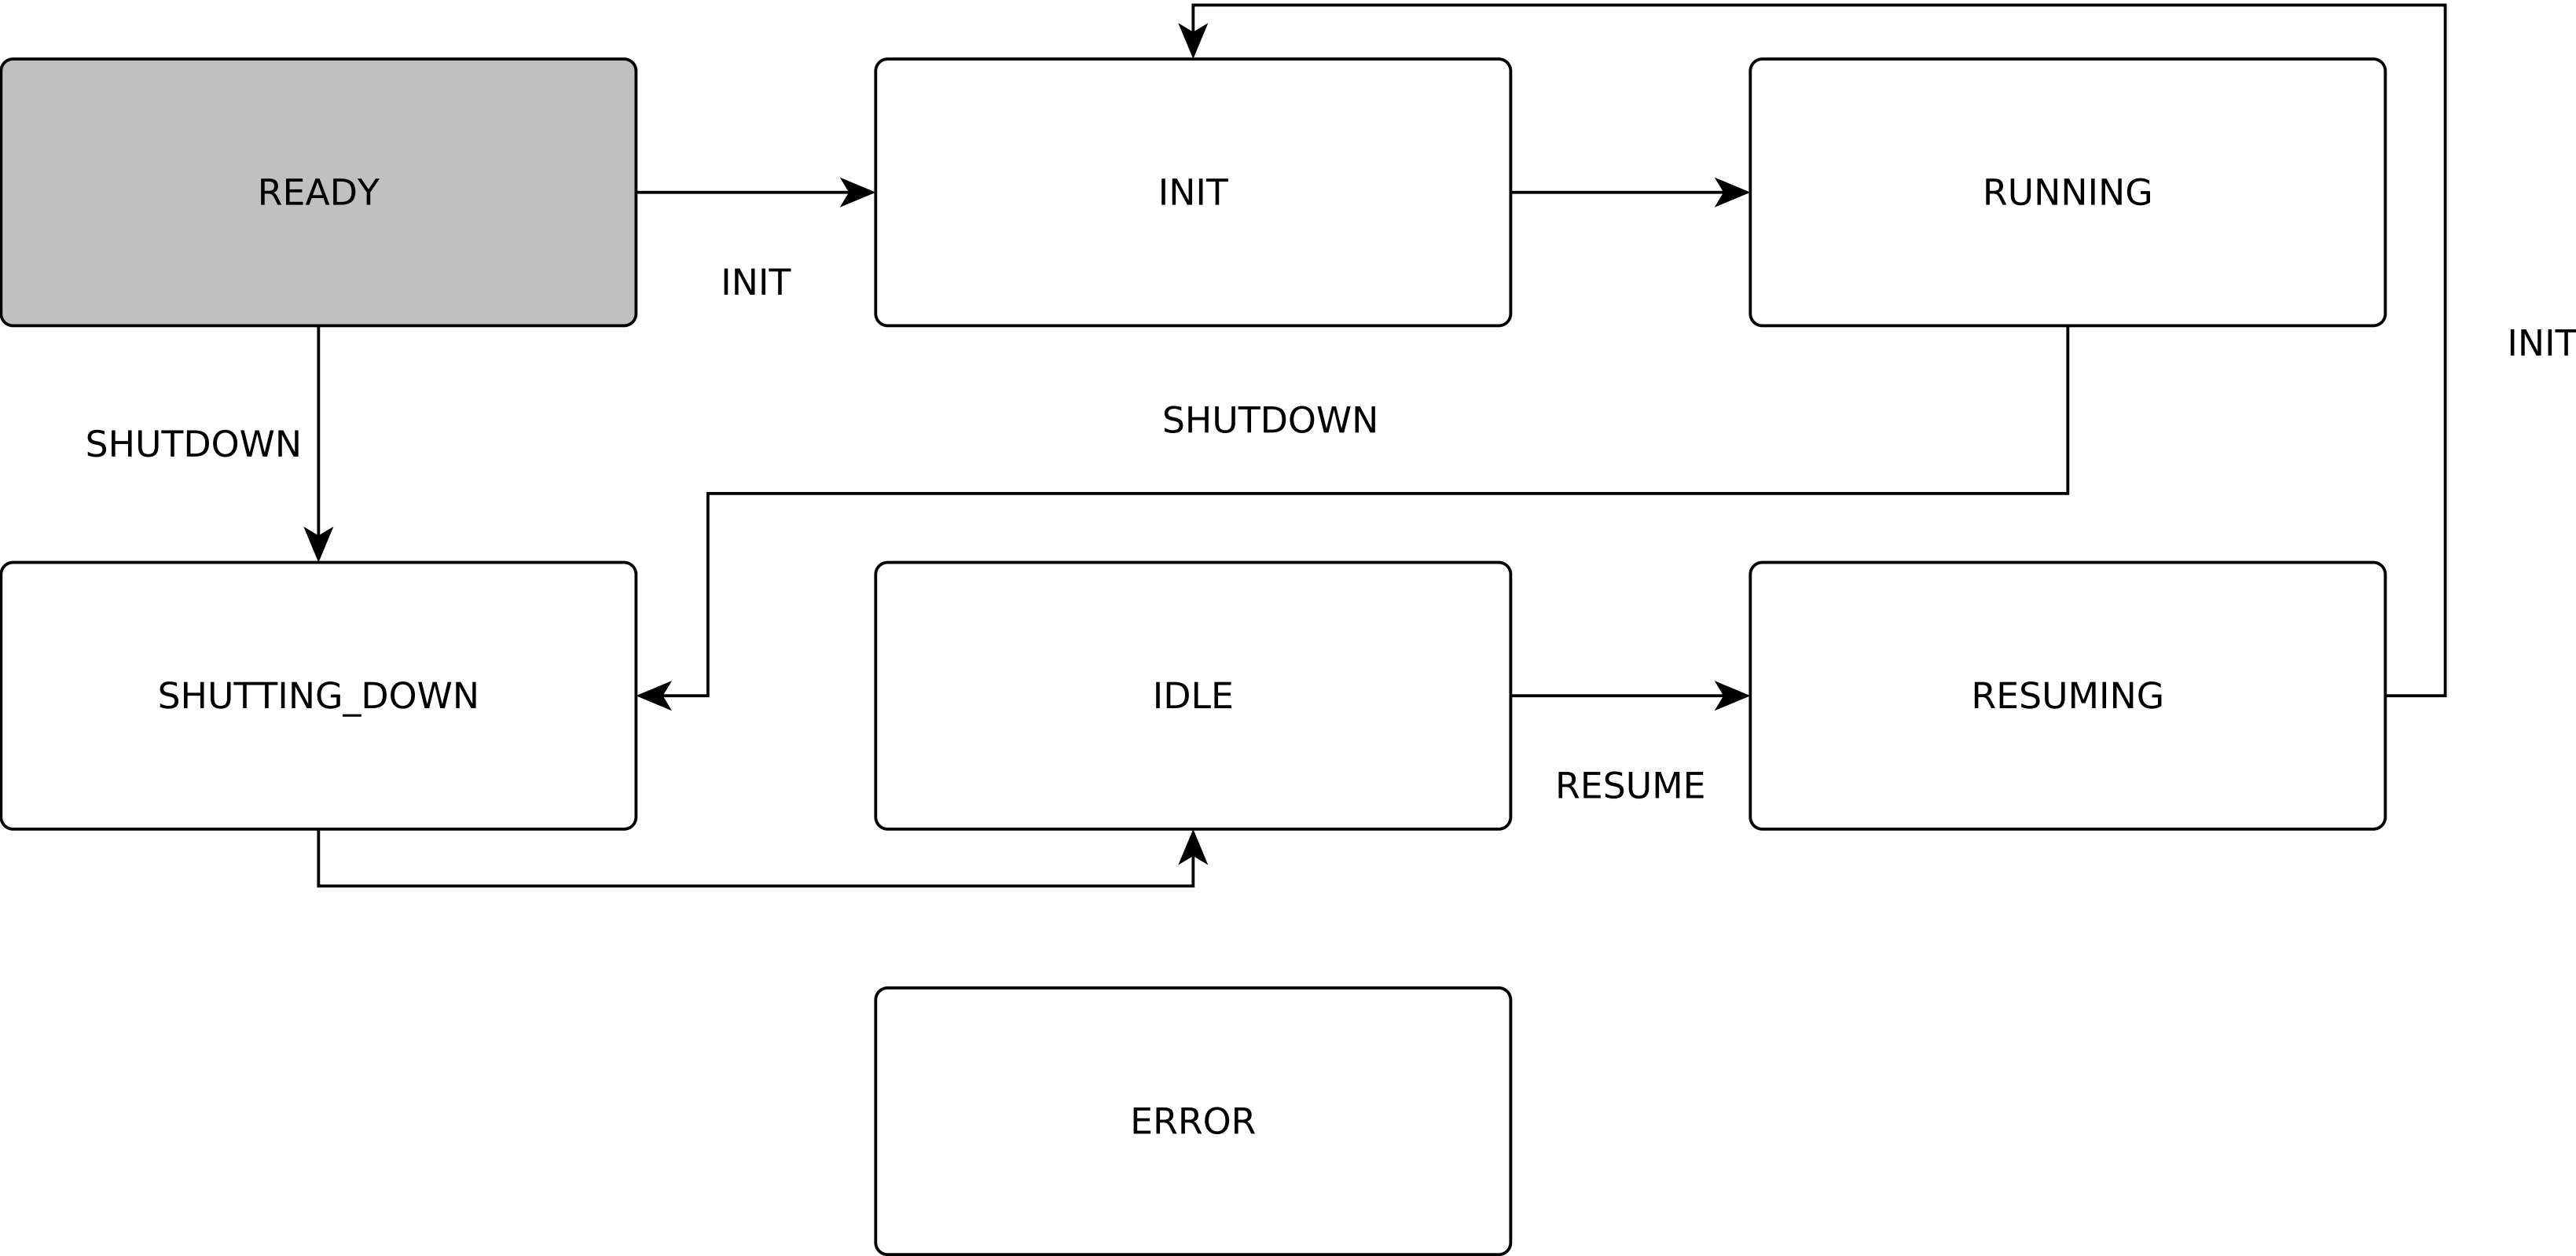 READY
INIT
RUNNING
INIT
INIT
SHUTDOWN
SHUTDOWN
SHUTTING_DOWN
IDLE
RESUMING
RESUME
ERROR